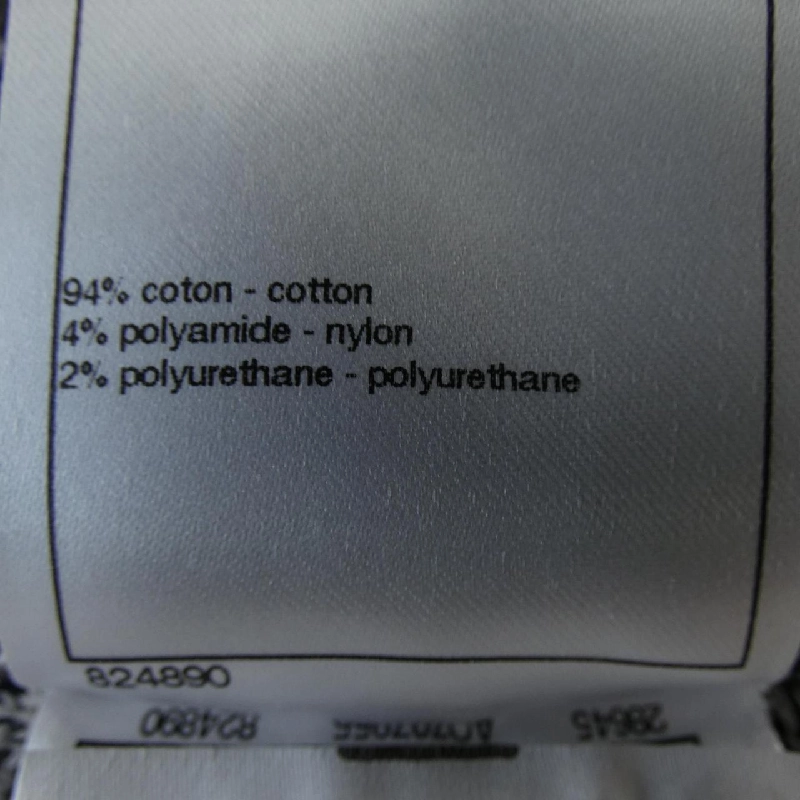 94% coton - cotton
4% polyamide - nylon
2% polyurethane - polyurethane
824890